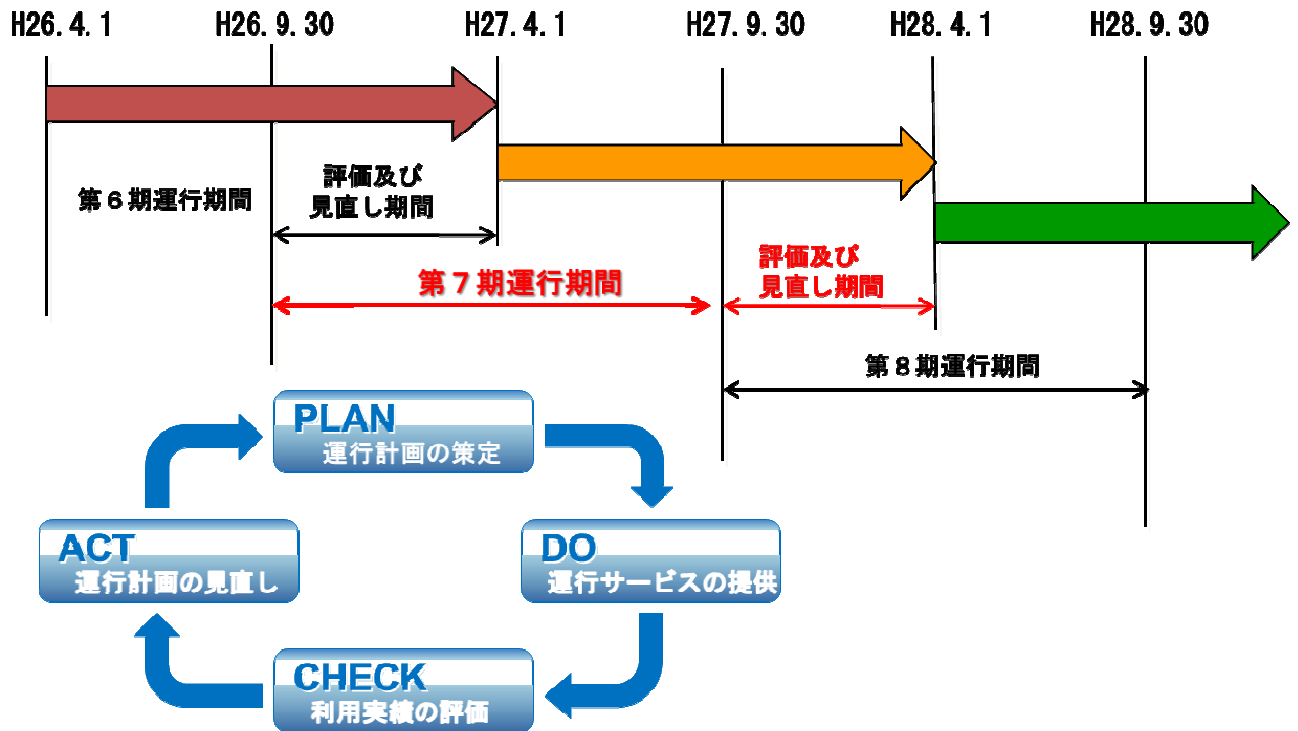 H26.4.1 H26.9.30 H27.4.1 H27.9.30 H28.4.1 H28.9.30
第６期運行期間
評価及び
見直し期間
第７期運行期間
評価及び
見直し期間
第８期運行期間
PLAN
運行計画の策定
ACT
運行計画の見直し
DO
運行サービスの提供
CHECK
利用実績の評価